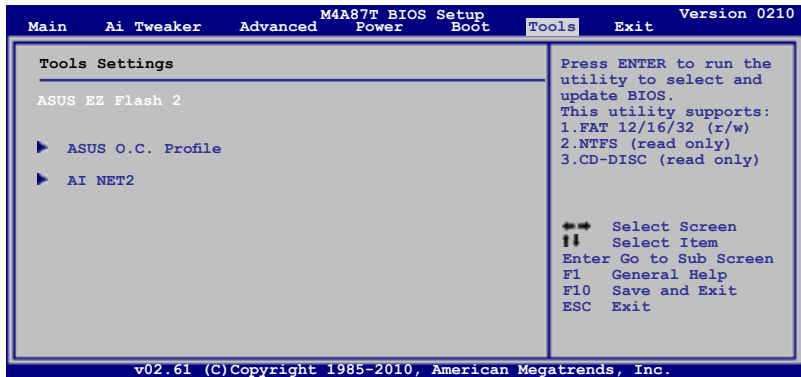 M4A87T BIOS Setup
Version 0210
Main Ai Tweaker Advanced Power Boot Tools Exit
Tools Settings
ASUS EZ Flash 2
ASUS O.C. Profile
AI NET2
Press ENTER to run the
utility to select and
update BIOS.
This utility supports:
1.FAT 12/16/32 (r/w)
2.NTFS (read only)
3.CD-DISC (read only)
Select Screen
Select Item
Enter Go to Sub Screen
F1 General Help
F10 Save and Exit
ESC Exit
v02.61 (C)Copyright 1985-2010, American Megatrends, Inc.